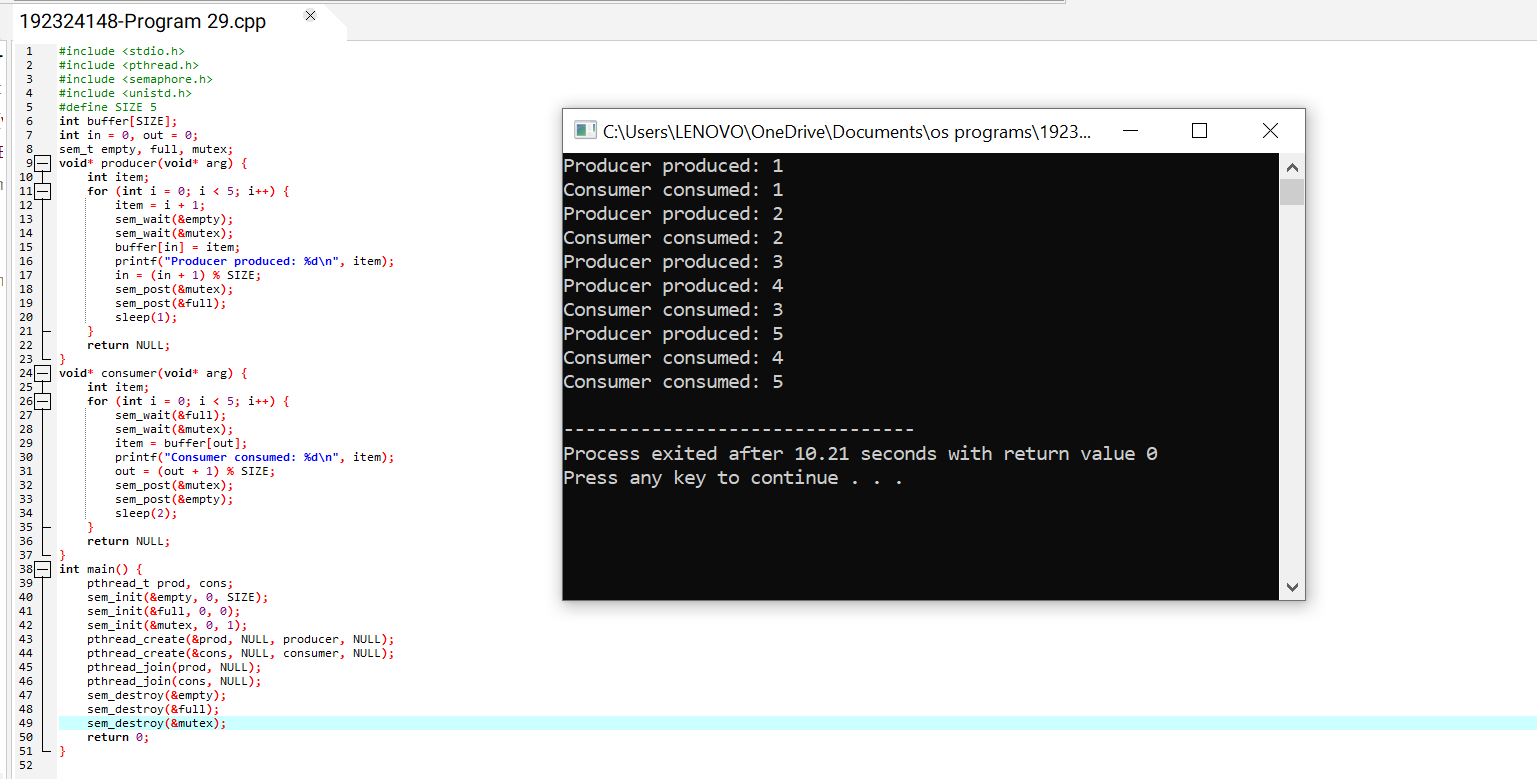 192324148-Program 29.cpp
1 #include <stdio.h>
2 #include <pthread.h>
3 #include <semaphore.h>
4 #include <unistd.h>
5 #define SIZE 5
6 int buffer[SIZE];
7 int in = 0, out = 0;
8 sem_t empty, full, mutex;
9 void* producer(void* arg) {
10 int item;
11 for (int i = 0; i < 5; i++) {
12 item = i + 1;
13 sem_wait(&empty);
14 sem_wait(&mutex);
15 buffer[in] = item;
16 printf("Producer produced: %d\n", item);
17 in = (in + 1) % SIZE;
18 sem_post(&mutex);
19 sem_post(&full);
20 sleep(1);
21 }
22 return NULL;
23 }
24 void* consumer(void* arg) {
25 int item;
26 for (int i = 0; i < 5; i++) {
27 sem_wait(&full);
28 sem_wait(&mutex);
29 item = buffer[out];
30 printf("Consumer consumed: %d\n", item);
31 out = (out + 1) % SIZE;
32 sem_post(&mutex);
33 sem_post(&empty);
34 sleep(2);
35 }
36 return NULL;
37 }
38 int main() {
39 pthread_t prod, cons;
40 sem_init(&empty, 0, SIZE);
41 sem_init(&full, 0, 0);
42 sem_init(&mutex, 0, 1);
43 pthread_create(&prod, NULL, producer, NULL);
44 pthread_create(&cons, NULL, consumer, NULL);
45 pthread_join(prod, NULL);
46 pthread_join(cons, NULL);
47 sem_destroy(&empty);
48 sem_destroy(&full);
49 sem_destroy(&mutex);
50 return 0;
51 }
52
C:\Users\LENOVO\OneDrive\Documents\os programs\1923...
Producer produced: 1
Consumer consumed: 1
Producer produced: 2
Consumer consumed: 2
Producer produced: 3
Producer produced: 4
Consumer consumed: 3
Producer produced: 5
Consumer consumed: 4
Consumer consumed: 5
--------------------------------
Process exited after 10.21 seconds with return value 0
Press any key to continue . . .